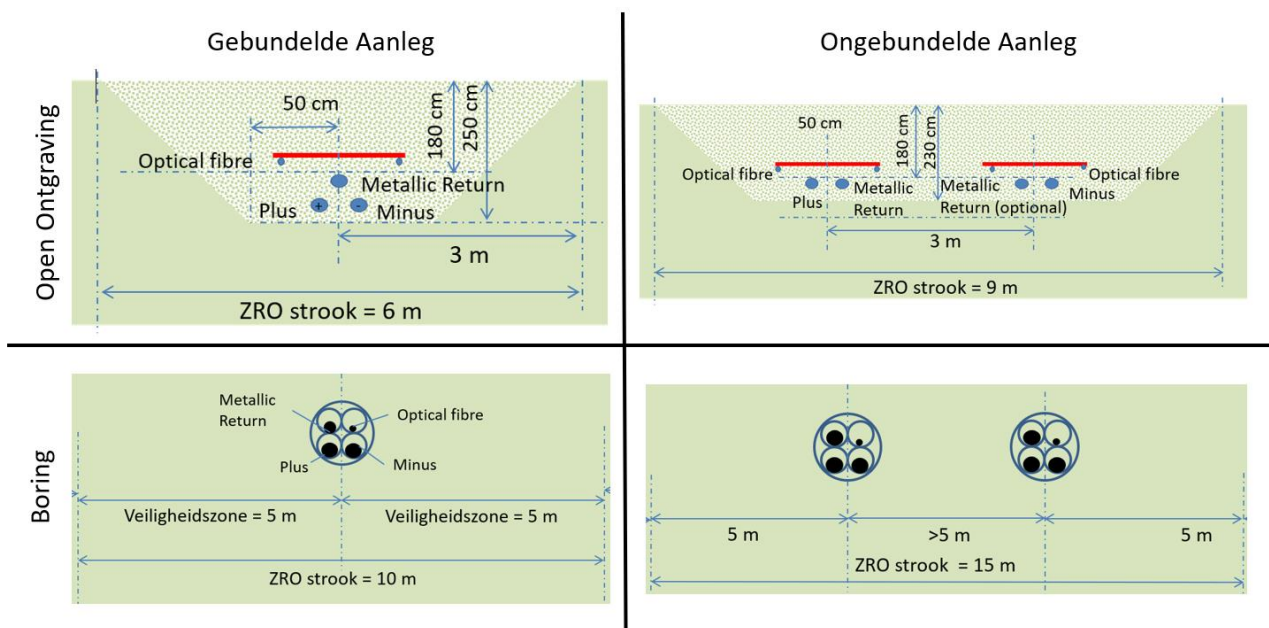 Gebundelde Aanleg
Ongebundelde Aanleg
Open Ontgraving
50 cm
180 cm
250 cm
Optical fibre
Metallic Return
Plus
+
-
Minus
3 m
ZRO strook = 6 m
50 cm
180 cm
230 cm
Optical fibre
Optical fibre
Plus
Metallic
Return
Metallic
Return (optional)
Minus
3 m
ZRO strook = 9 m
Boring
Metallic
Return
Optical fibre
Plus
Minus
Veiligheidszone = 5 m
Veiligheidszone = 5 m
ZRO strook = 10 m
5 m
>5 m
5 m
ZRO strook = 15 m